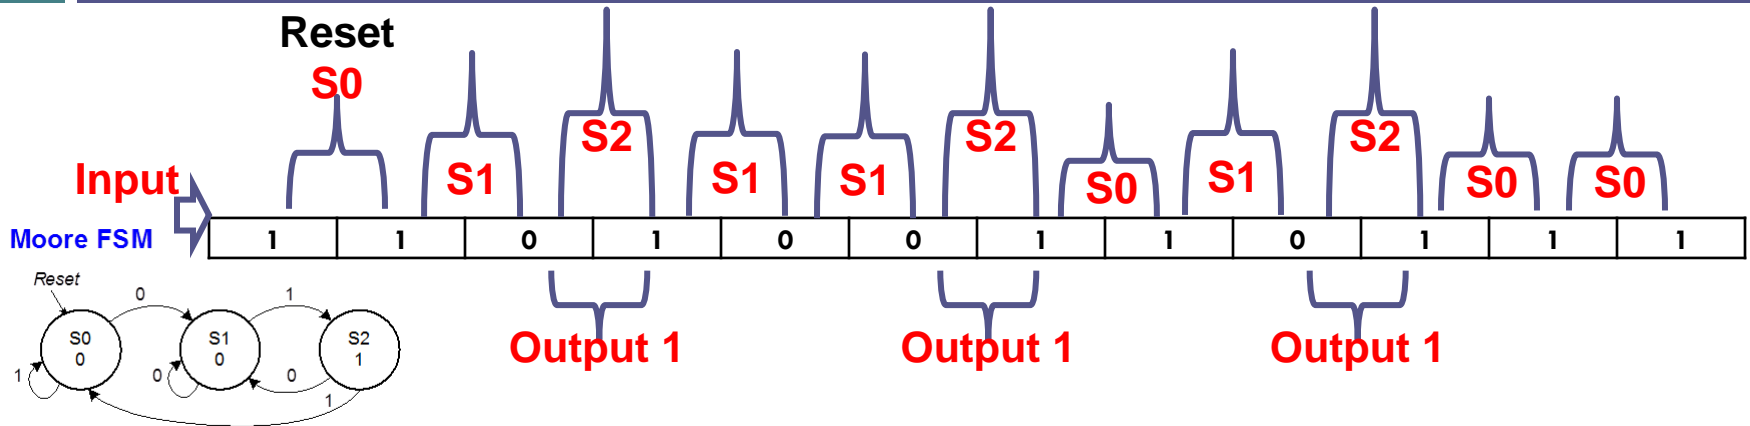 Reset
S0
S2 S2 S2
S1 S1 S1 S0 S1 S0 S0
Input
Moore FSM 1 1 0 1 0 0 1 1 0 1 1 1
Output 1 Output 1 Output 1
Reset
0 1
S0 S1 S2
0 0 1
1 0 0
1